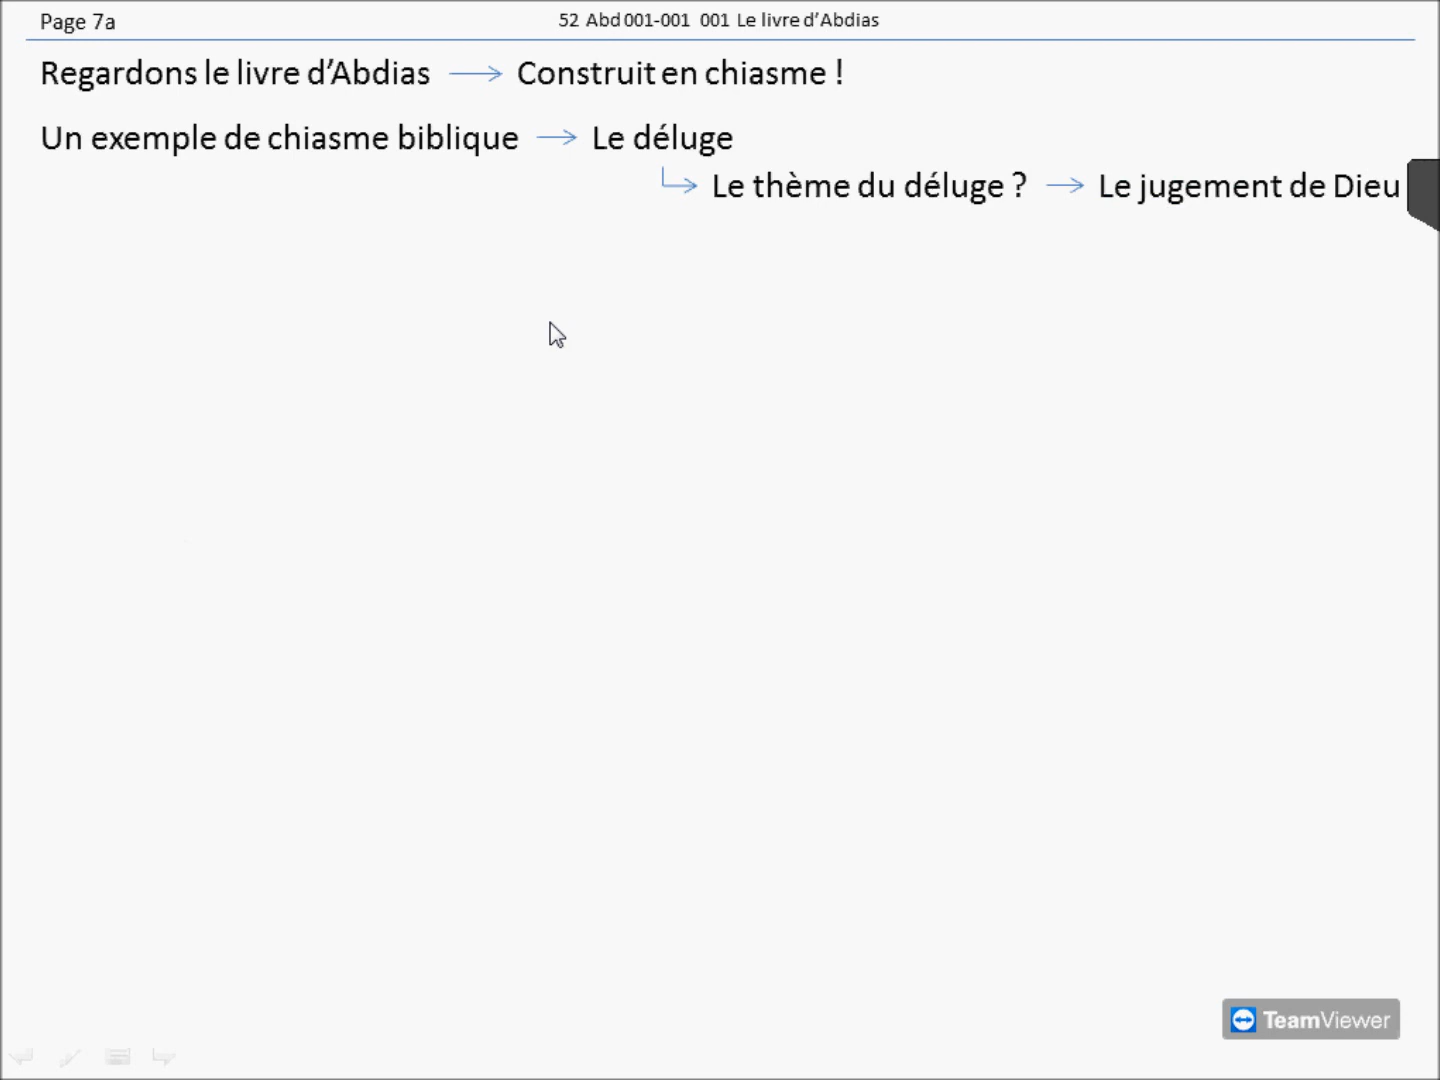 Page 7a
52 Abd 001-001 001 Le livre d’Abdias
Regardons le livre d’Abdias → Construit en chiasme !
Un exemple de chiasme biblique → Le déluge
Le thème du déluge ? → Le jugement de Dieu
TeamViewer